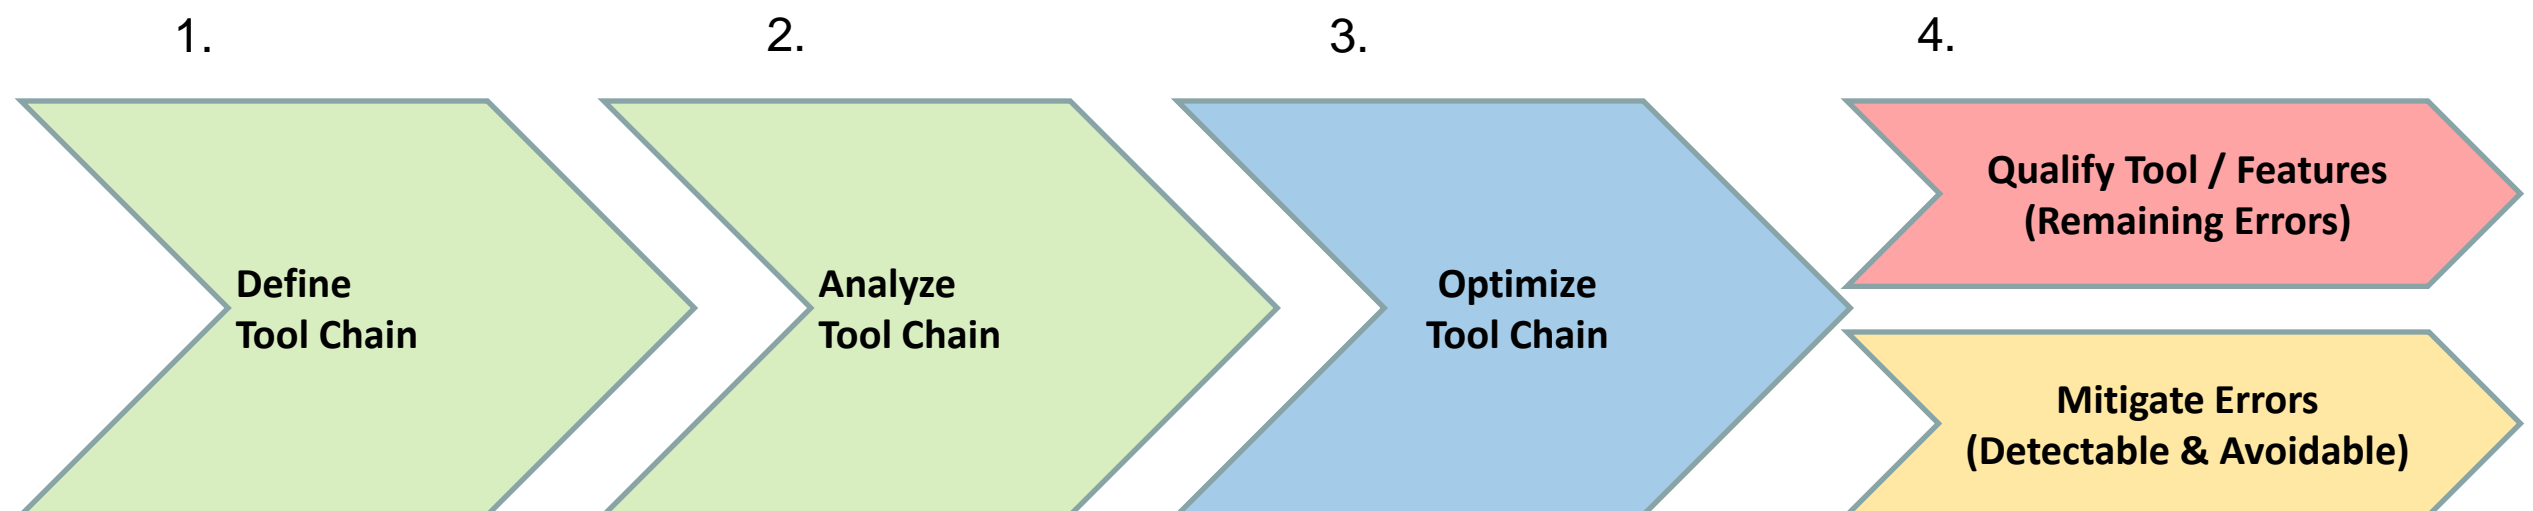 1.
2.
3.
4.
Define
Tool Chain
Analyze
Tool Chain
Optimize
Tool Chain
Qualify Tool / Features
(Remaining Errors)
Mitigate Errors
(Detectable & Avoidable)